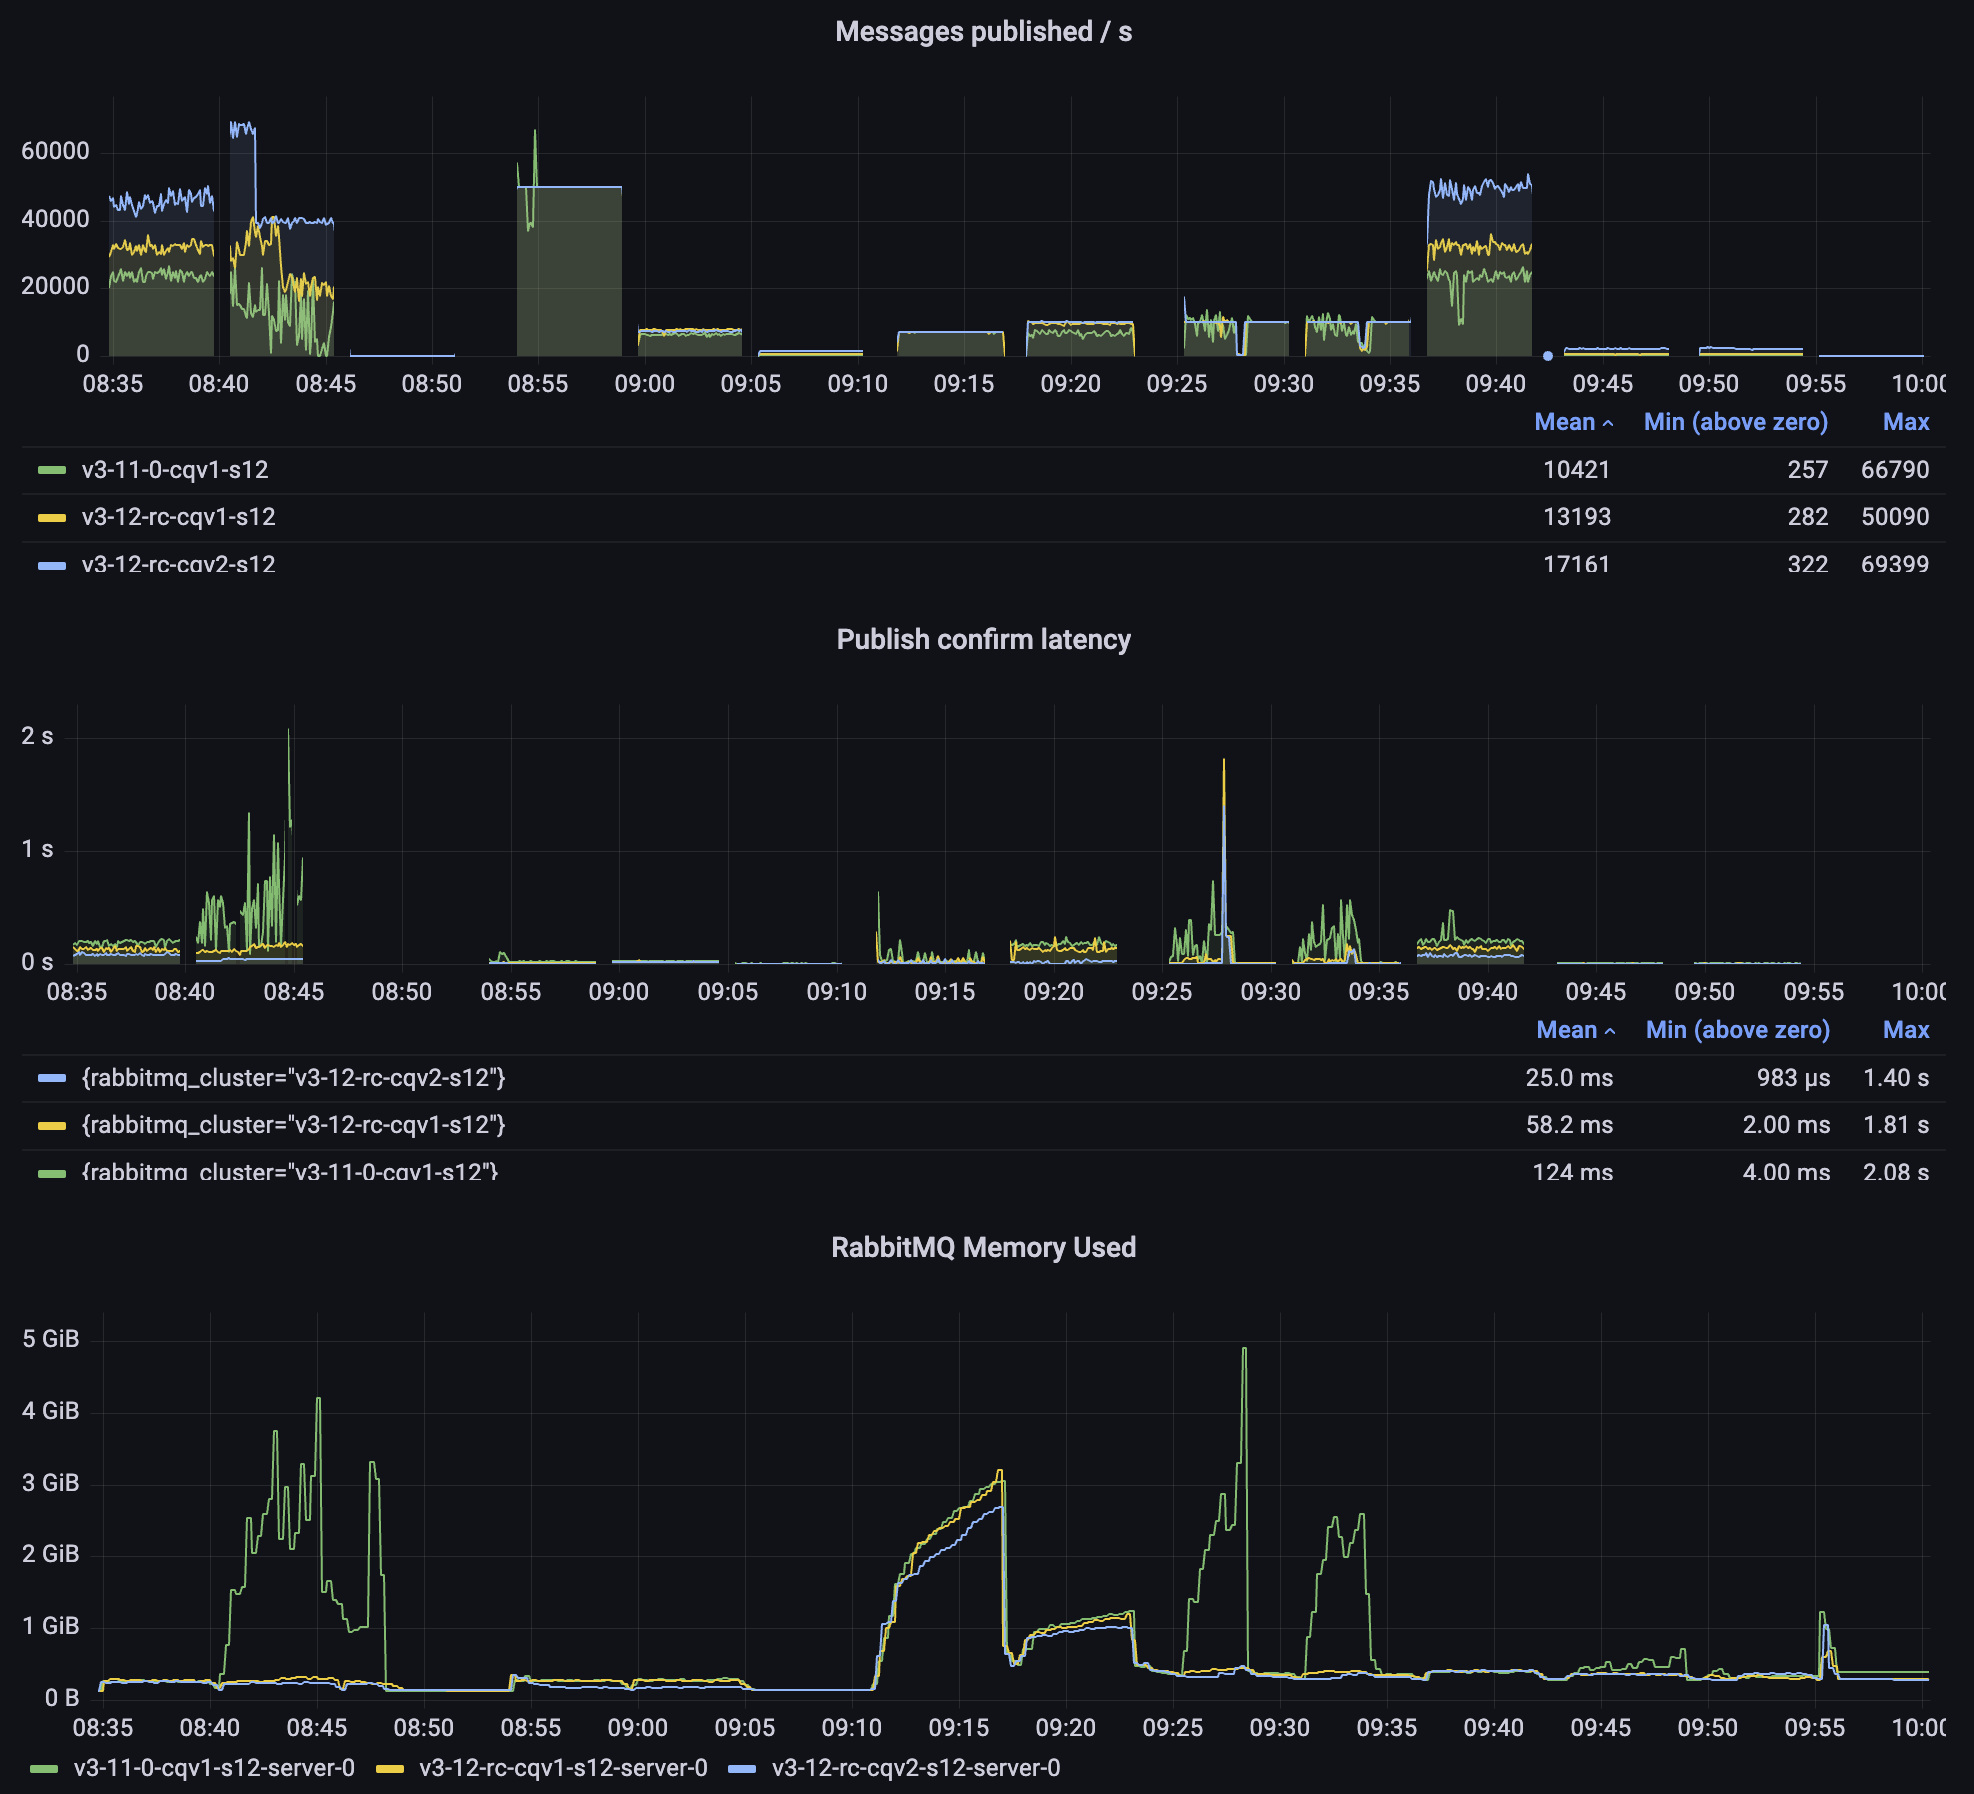 Messages published / s
60000
40000
20000
0
08:35 08:40 08:45 08:50 08:55 09:00 09:05 09:10 09:15 09:20 09:25 09:30 09:35 09:40 09:45 09:50 09:55 10:00
Mean Min (above zero) Max
v3-11-0-cqv1-s12 10421 257 66790
v3-12-rc-cqv1-s12 13193 282 50090
v3-12-rc-cqv2-s12 17161 322 69399
Publish confirm latency
2 s
1 s
0 s
08:35 08:40 08:45 08:50 08:55 09:00 09:05 09:10 09:15 09:20 09:25 09:30 09:35 09:40 09:45 09:50 09:55 10:00
Mean Min (above zero) Max
{rabbitmq_cluster="v3-12-rc-cqv2-s12"} 25.0 ms 983 µs 1.40 s
{rabbitmq_cluster="v3-12-rc-cqv1-s12"} 58.2 ms 2.00 ms 1.81 s
{rabbitmq_cluster="v3-11-0-cqv1-s12"} 124 ms 4.00 ms 2.08 s
RabbitMQ Memory Used
5 GiB
4 GiB
3 GiB
2 GiB
1 GiB
0 B
08:35 08:40 08:45 08:50 08:55 09:00 09:05 09:10 09:15 09:20 09:25 09:30 09:35 09:40 09:45 09:50 09:55 10:00
v3-11-0-cqv1-s12-server-0 v3-12-rc-cqv1-s12-server-0 v3-12-rc-cqv2-s12-server-0